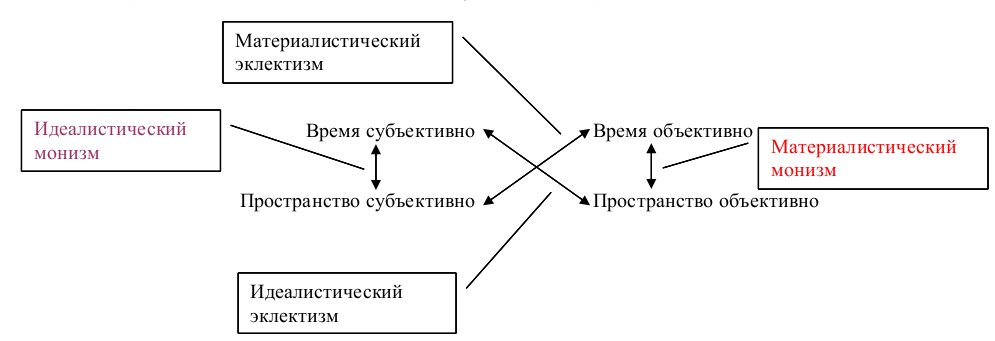 Материалистический
эклектизм
Идеалистический
монизм
Время субъективно
Время объективно
Материалистический
монизм
Пространство субъективно
Пространство объективно
Идеалистический
эклектизм